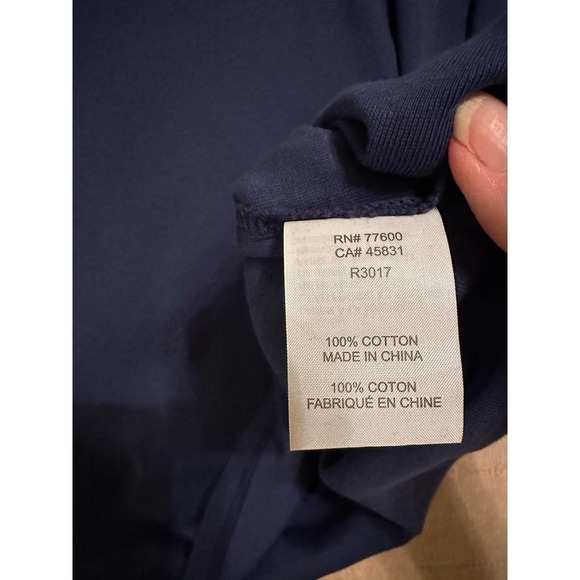 RN# 77600
CA# 45831
R3017
100% COTTON
MADE IN CHINA
100% COTON
FABRIQUÉ EN CHINE